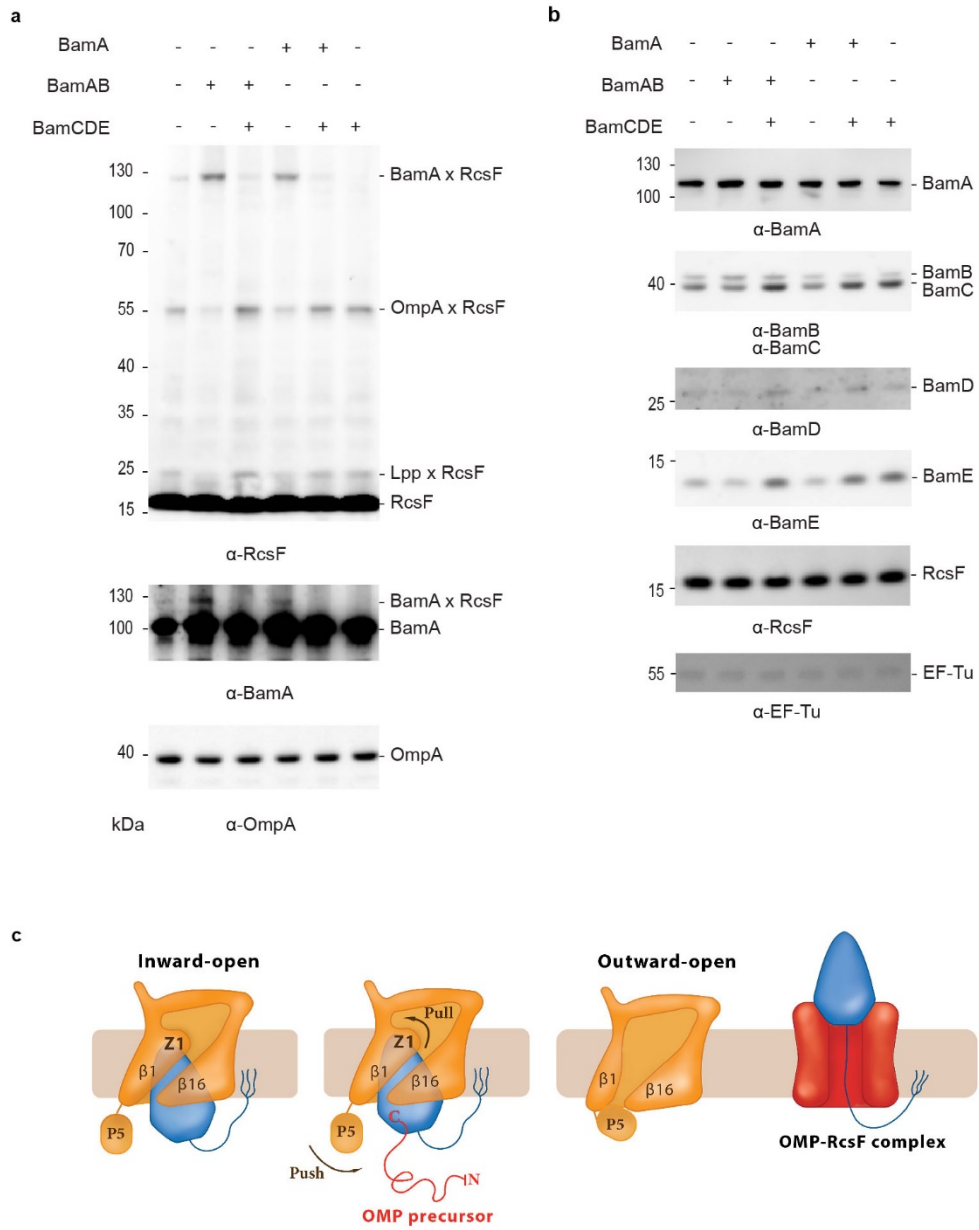 a
BamA - - - + + -
BamAB - + + - - -
BamCDE - - + - + +
130 - - BamA x RcsF
100 -
70 -
55 - - OmpA x RcsF
40 -
35 -
25 - - Lpp x RcsF
15 - - RcsF
α-RcsF
130 - - BamA x RcsF
100 - - BamA
α-BamA
40 - - OmpA
kDa α-OmpA
b
BamA - - - + + -
BamAB - + + - - -
BamCDE - - + - + +
130 -
100 - - BamA
α-BamA
BamB
40 - - BamC
α-BamB
α-BamC
25 - - BamD
α-BamD
15 - - BamE
α-BamE
15 - - RcsF
α-RcsF
55 - - EF-Tu
α-EF-Tu
c
Inward-open
Z1
β1
β16
P5
Pull
Z1
β1
β16
P5
C
Push
N
OMP precursor
Outward-open
β1
β16
P5
OMP-RcsF complex